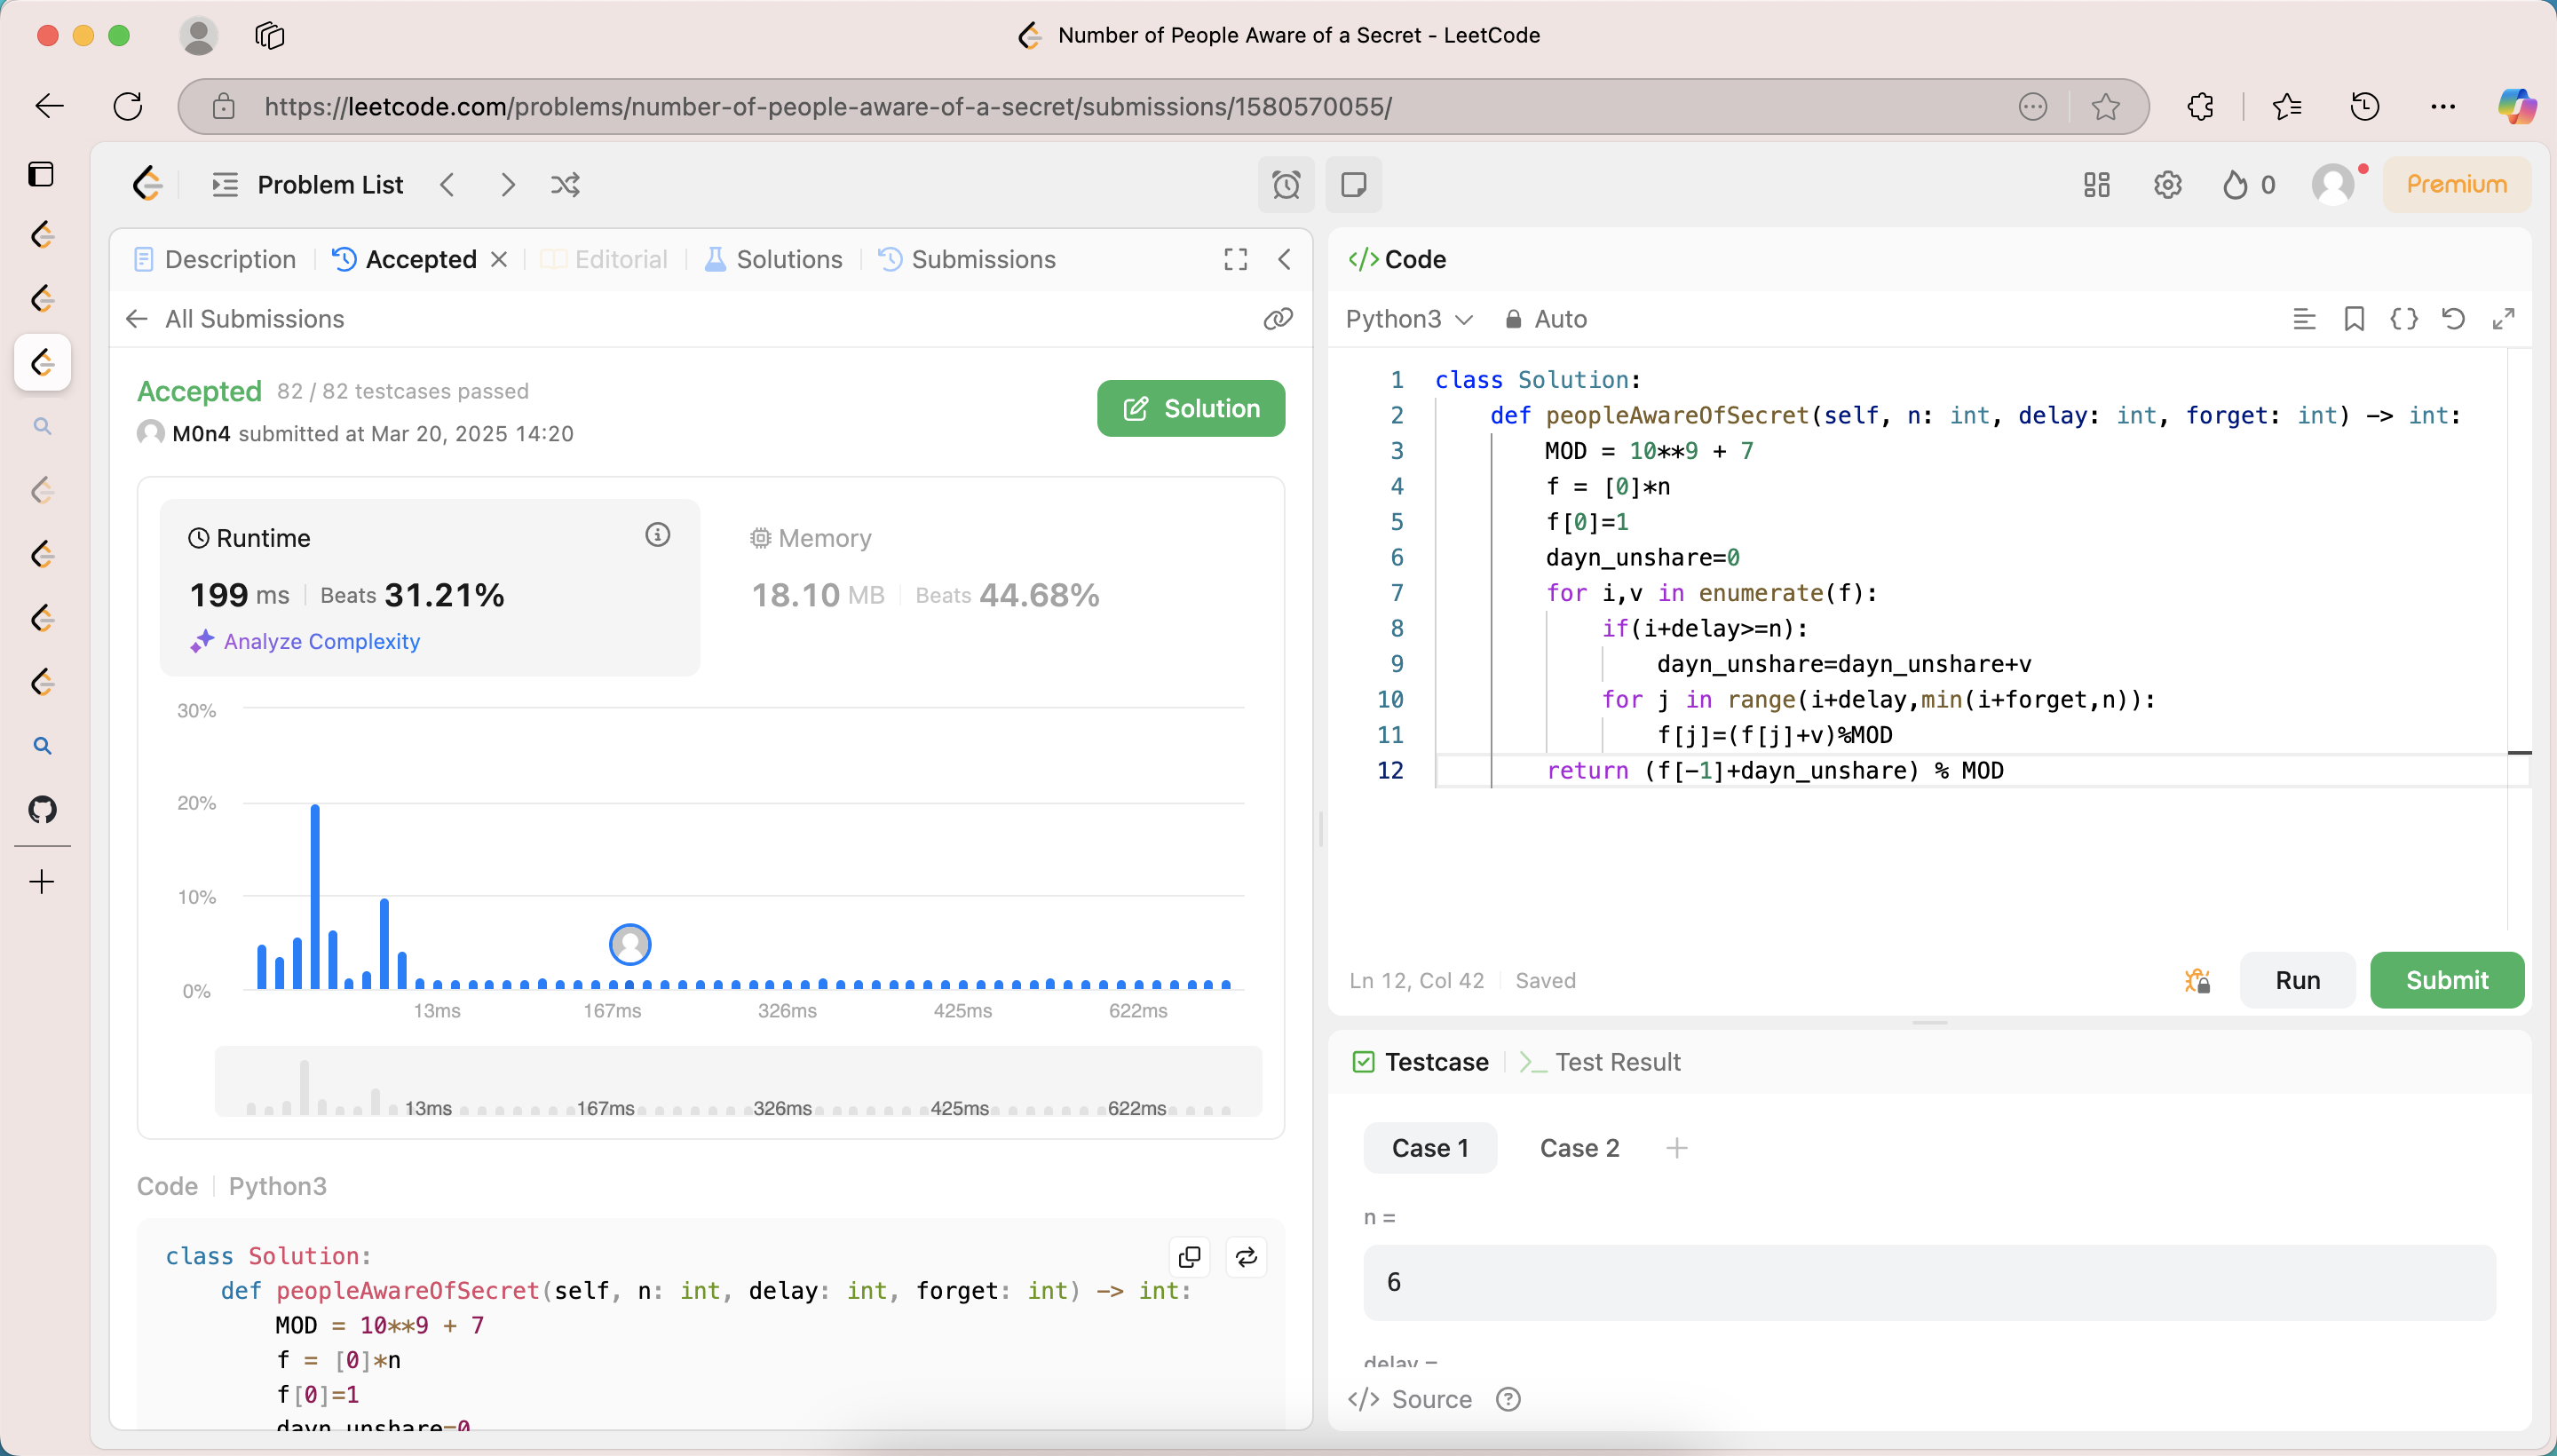 Number of People Aware of a Secret - LeetCode
https://leetcode.com/problems/number-of-people-aware-of-a-secret/submissions/1580570055/
Problem List
0
Premium
Description
Accepted
Editorial
Solutions
Submissions
All Submissions
Accepted 82 / 82 testcases passed
M0n4 submitted at Mar 20, 2025 14:20
Solution
Runtime
199 ms Beats 31.21%
Analyze Complexity
Memory
18.10 MB Beats 44.68%
30%
20%
10%
0%
13ms 167ms 326ms 425ms 622ms
13ms 167ms 326ms 425ms 622ms
Code Python3
class Solution:
def peopleAwareOfSecret(self, n: int, delay: int, forget: int) -> int:
MOD = 10**9 + 7
f = [0]*n
f[0]=1
dayn_unshare=0
Code
Python3 Auto
1 class Solution:
2 def peopleAwareOfSecret(self, n: int, delay: int, forget: int) -> int:
3 MOD = 10**9 + 7
4 f = [0]*n
5 f[0]=1
6 dayn_unshare=0
7 for i,v in enumerate(f):
8 if(i+delay>=n):
9 dayn_unshare=dayn_unshare+v
10 for j in range(i+delay,min(i+forget,n)):
11 f[j]=(f[j]+v)%MOD
12 return (f[-1]+dayn_unshare) % MOD
Ln 12, Col 42 Saved
Run
Submit
Testcase
Test Result
Case 1
Case 2
n =
6
delay =
Source